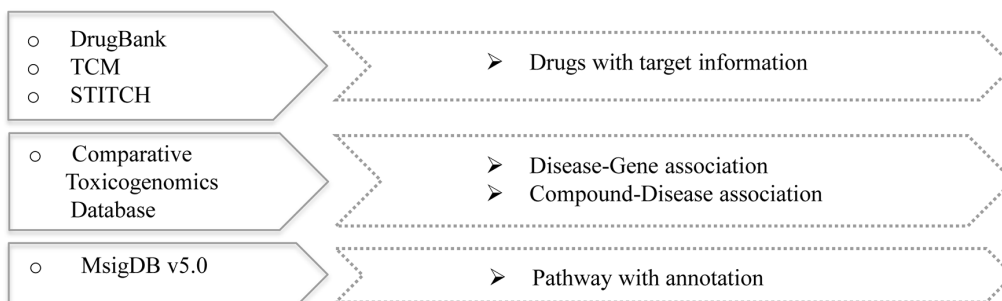 DrugBank
TCM
STITCH
Drugs with target information
Comparative
Toxicogenomics
Database
Disease-Gene association
Compound-Disease association
MsigDB v5.0
Pathway with annotation